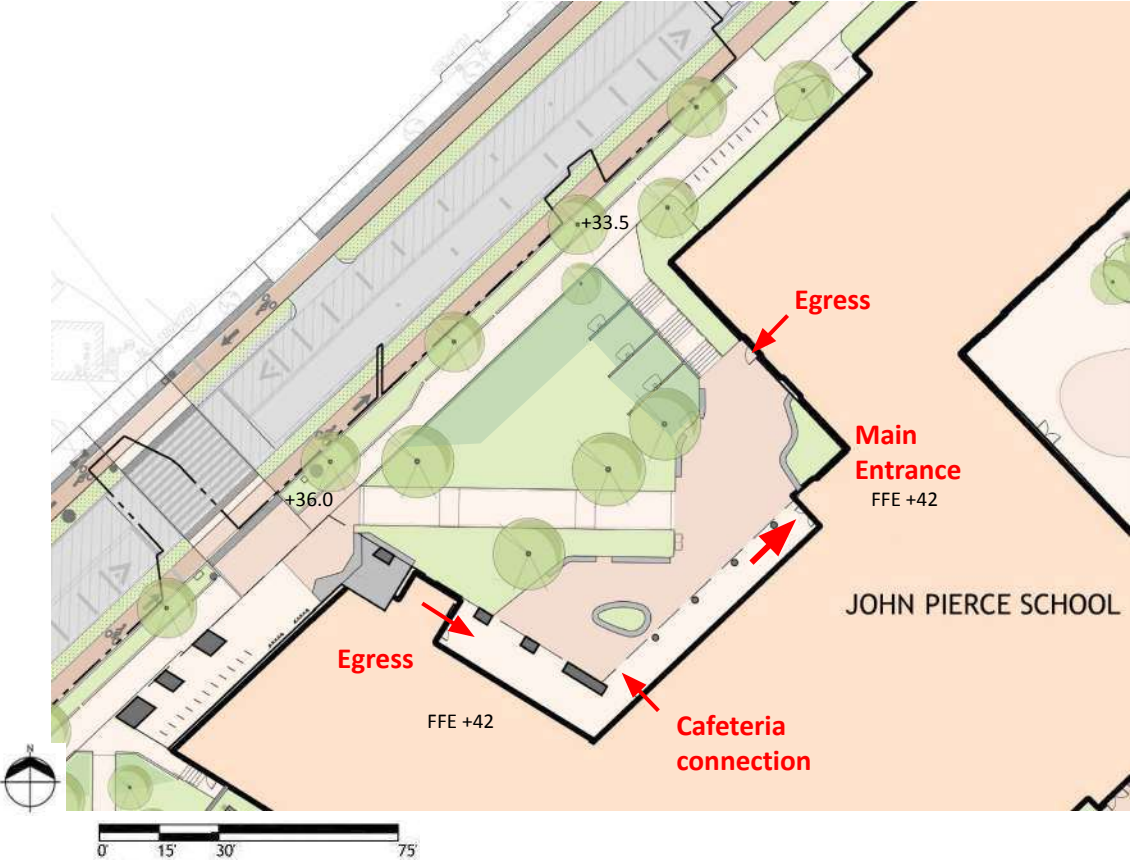 +33.5
Egress
Main
Entrance
FFE +42
+36.0
JOHN PIERCE SCHOOL
Egress
FFE +42
Cafeteria
connection
N
0' 15' 30' 75'